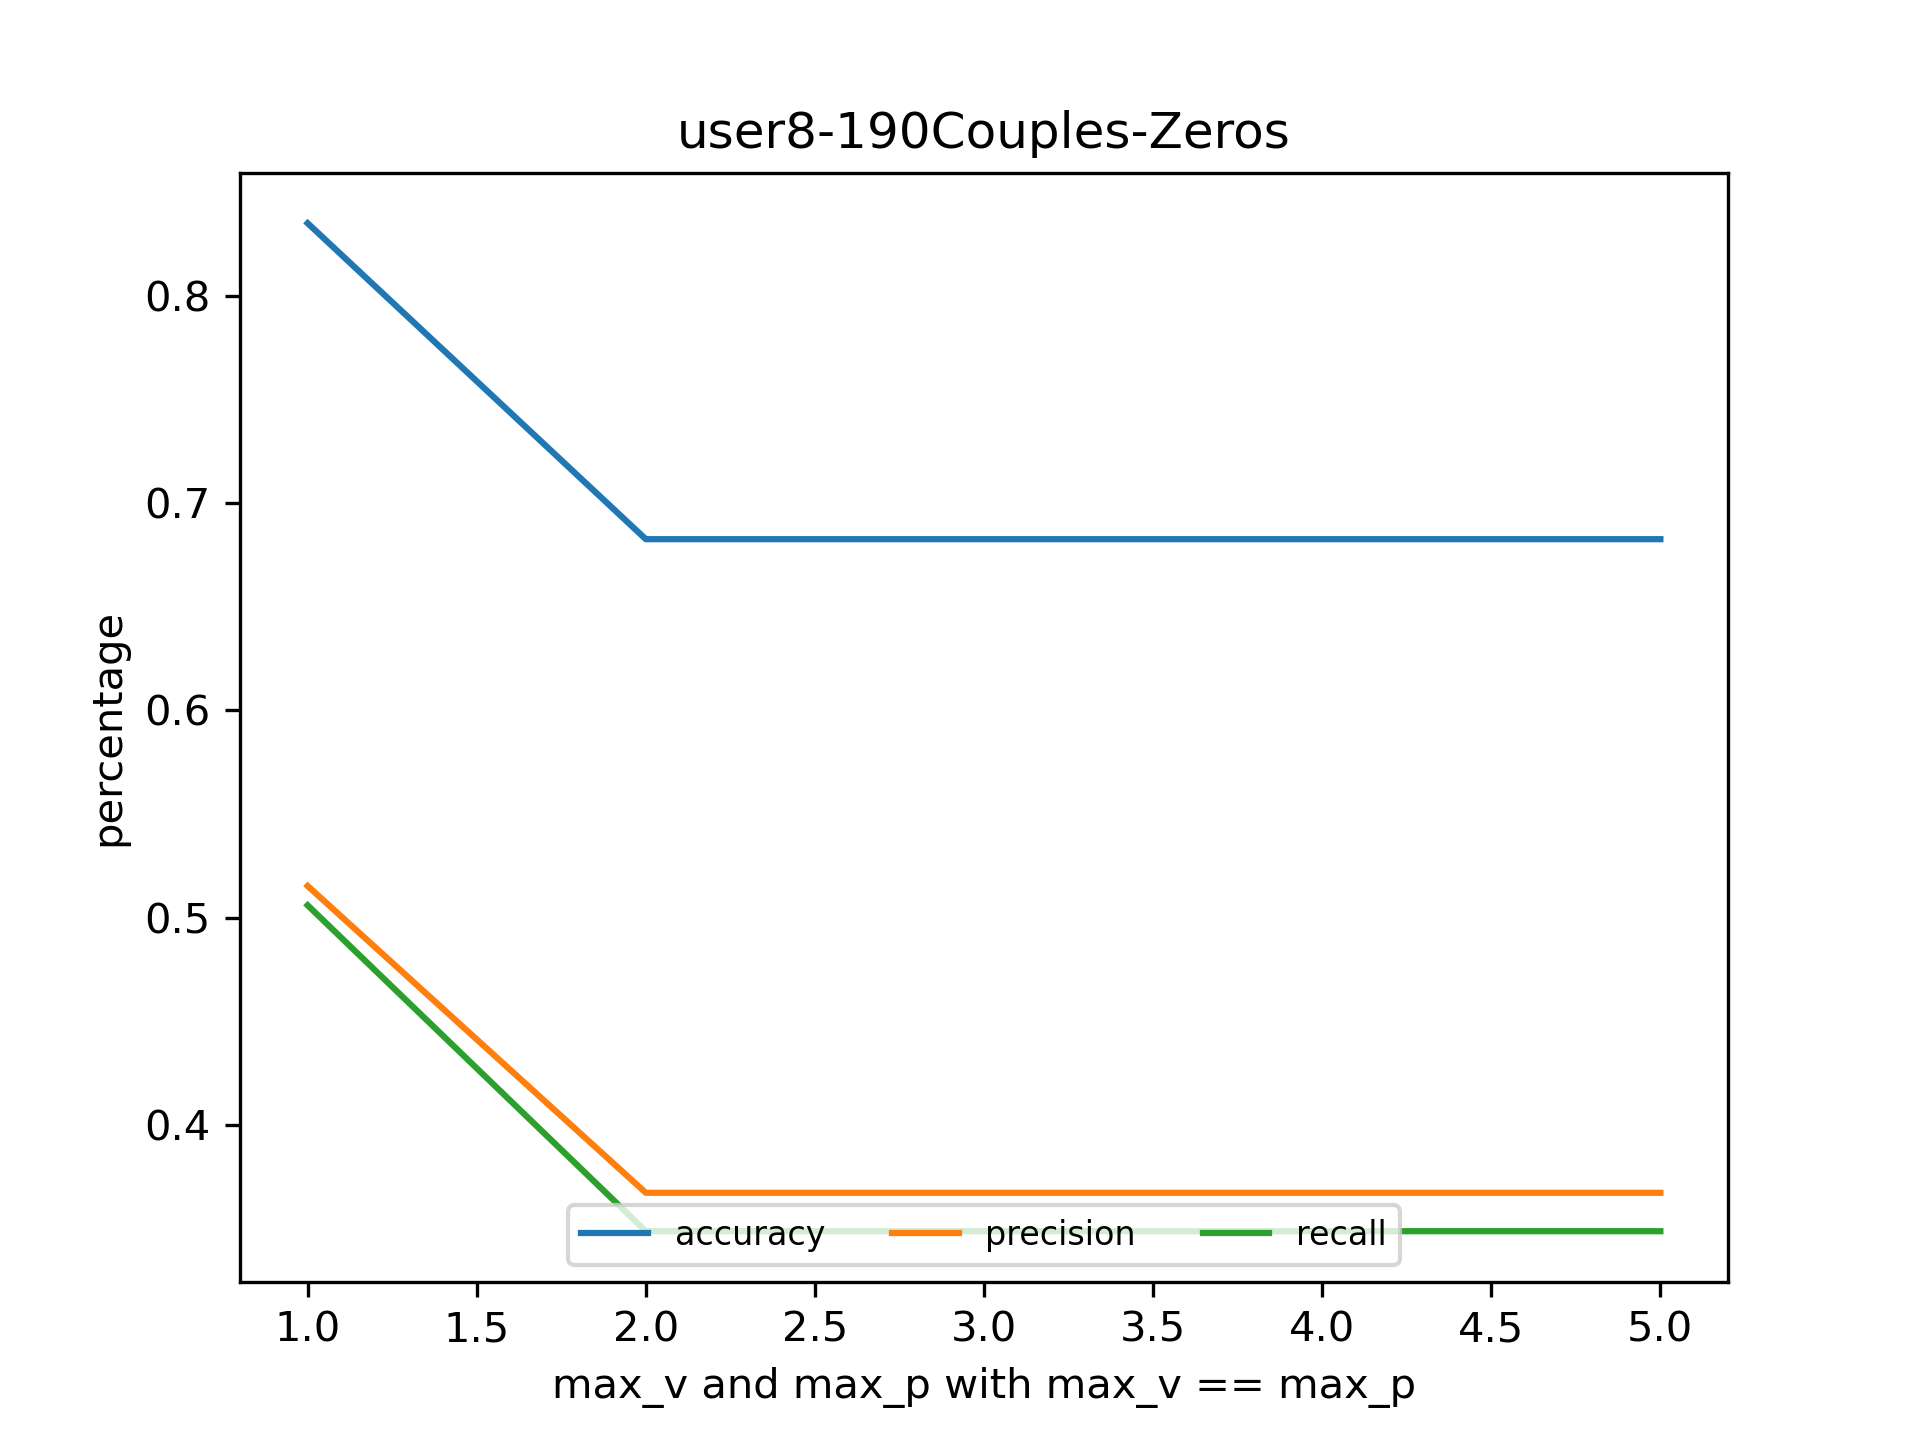 user8-190Couples-Zeros
percentage
0.8
0.7
0.6
0.5
0.4
accuracy precision recall
1.0 1.5 2.0 2.5 3.0 3.5 4.0 4.5 5.0
max_v and max_p with max_v == max_p